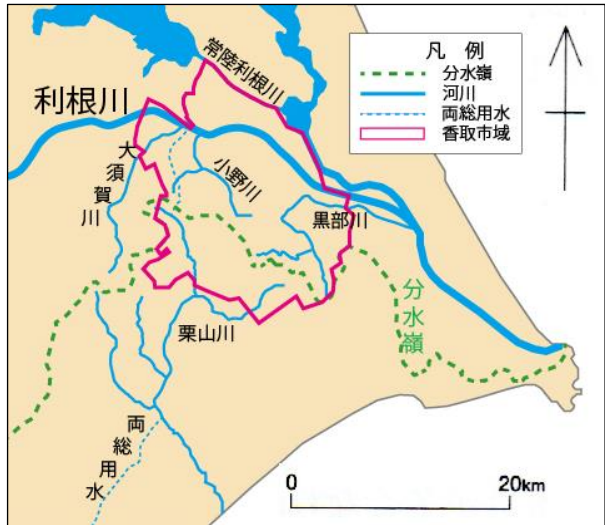 凡 例
分水嶺
河川
両総用水
香取市域
常陸利根川
利根川
大須賀川
小野川
黒部川
分水嶺
栗山川
両総用水
0 20km